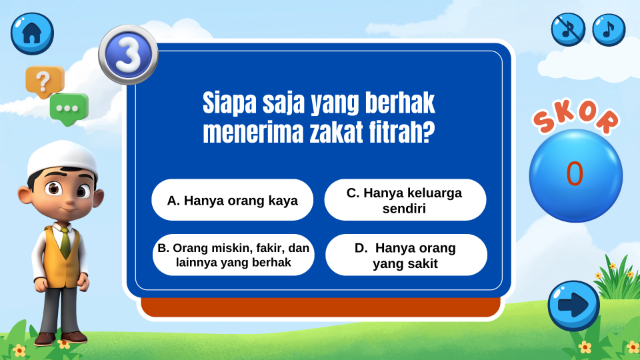 3
Siapa saja yang berhak
menerima zakat fitrah?
A. Hanya orang kaya
C. Hanya keluarga
sendiri
B. Orang miskin, fakir, dan
lainnya yang berhak
D. Hanya orang
yang sakit
?
SKOR
0